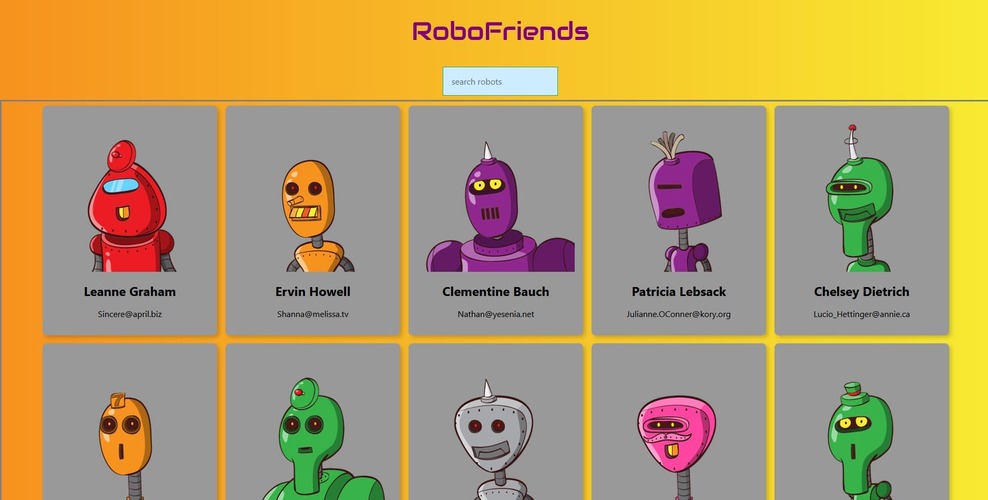 RoboFriends
search robots
Leanne Graham
Sincere@april.biz
Ervin Howell
Shanna@melissa.tv
Clementine Bauch
Nathan@yesenia.net
Patricia Lebsack
Julianne.OConner@kory.org
Chelsey Dietrich
Lucio_Hettinger@annie.ca
7